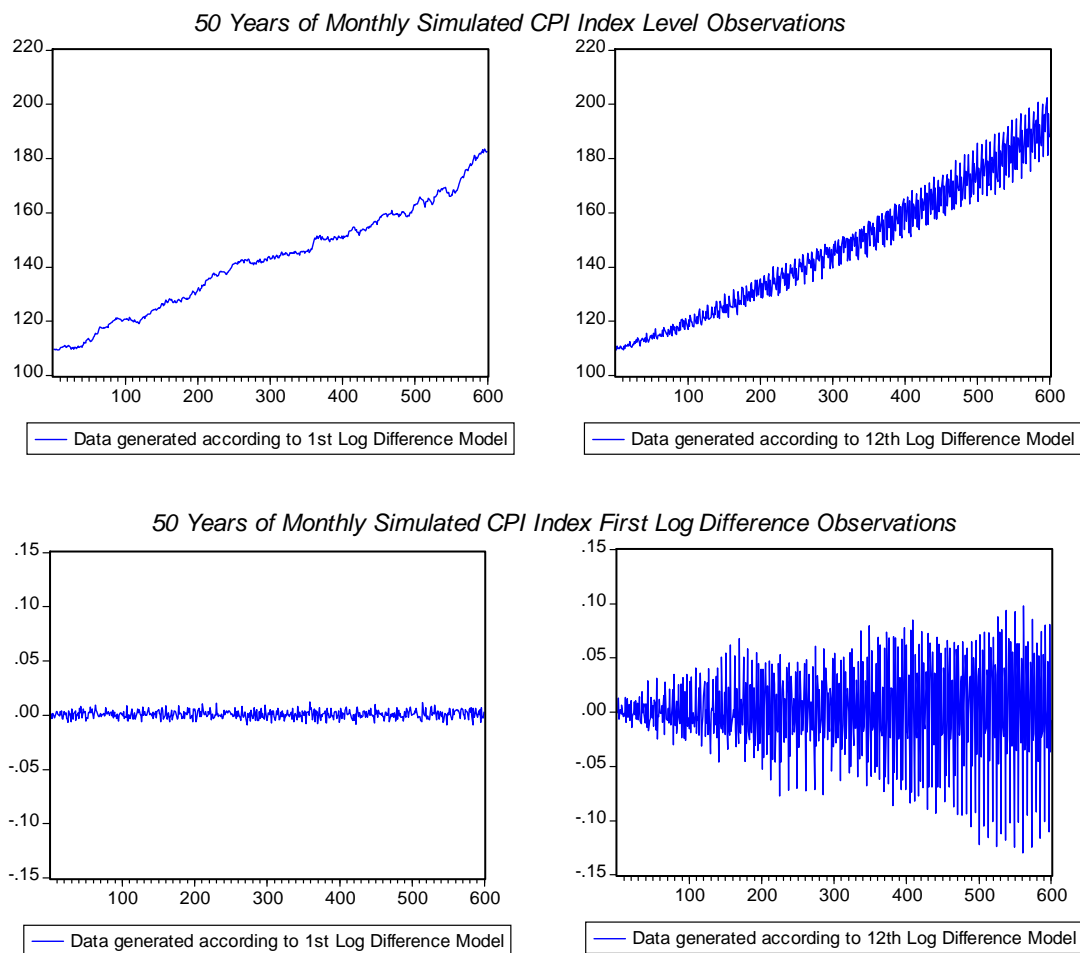 50 Years of Monthly Simulated CPI Index Level Observations
220
200
180
160
140
120
100
100 200 300 400 500 600
Data generated according to 1st Log Difference Model
220
200
180
160
140
120
100
100 200 300 400 500 600
Data generated according to 12th Log Difference Model
50 Years of Monthly Simulated CPI Index First Log Difference Observations
.15
.10
.05
.00
-.05
-.10
-.15
100 200 300 400 500 600
Data generated according to 1st Log Difference Model
.15
.10
.05
.00
-.05
-.10
-.15
100 200 300 400 500 600
Data generated according to 12th Log Difference Model